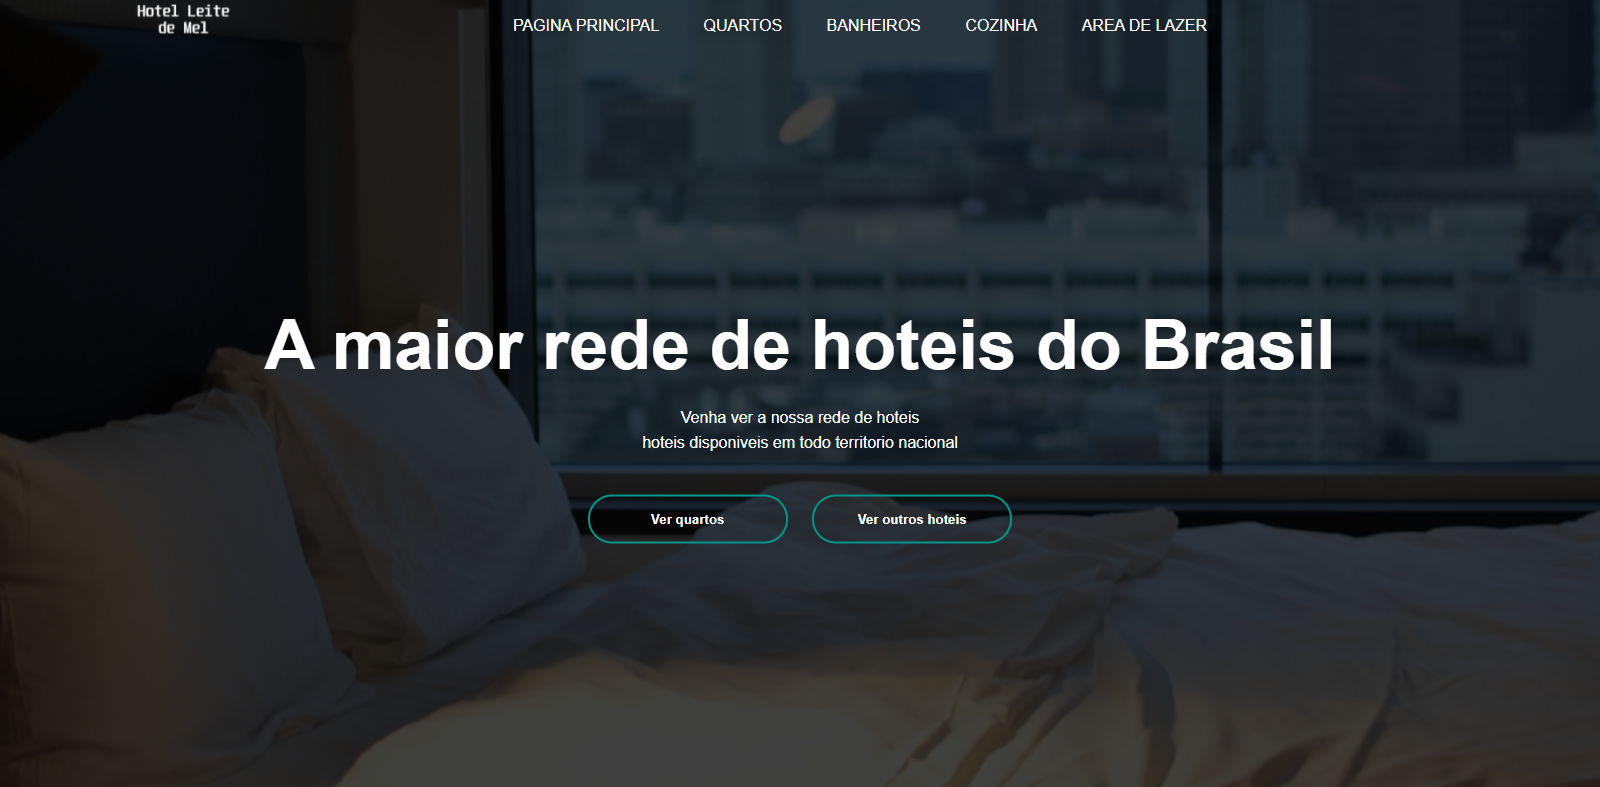 Hotel Leite
de Mel
PAGINA PRINCIPAL QUARTOS BANHEIROS COZINHA AREA DE LAZER
A maior rede de hoteis do Brasil
Venha ver a nossa rede de hoteis
hoteis disponiveis em todo territorio nacional
Ver quartos Ver outros hoteis